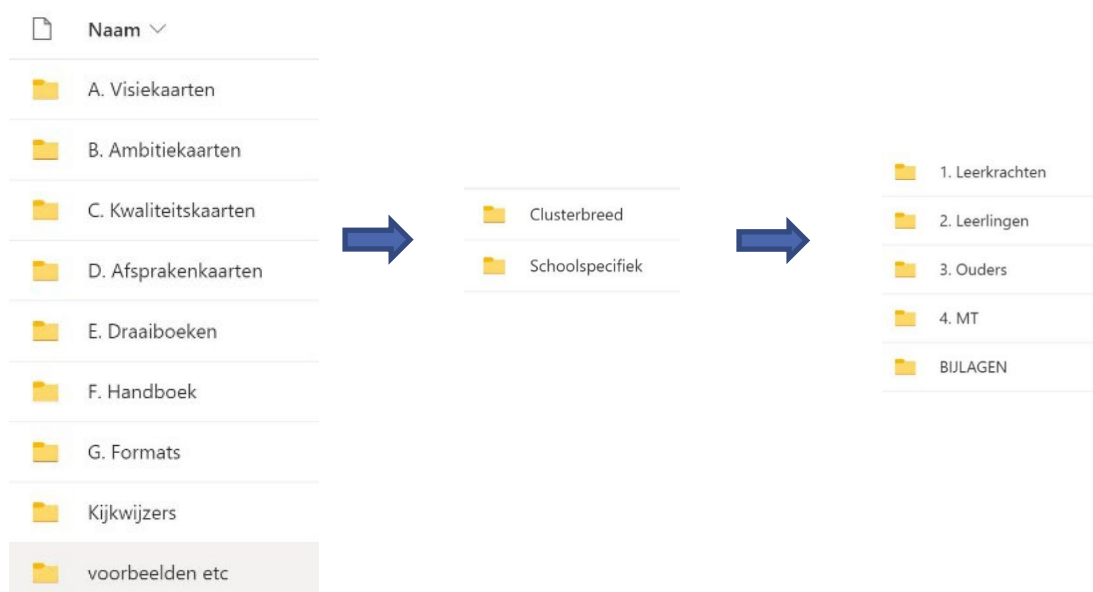 Naam
A. Visiekaarten
B. Ambitiekaarten
C. Kwaliteitskaarten
D. Afsprakenkaarten
E. Draaiboeken
F. Handboek
G. Formats
Kijkwijzers
voorbeelden etc
Clusterbreed
Schoolspecifiek
1. Leerkrachten
2. Leerlingen
3. Ouders
4. MT
BIJLAGEN